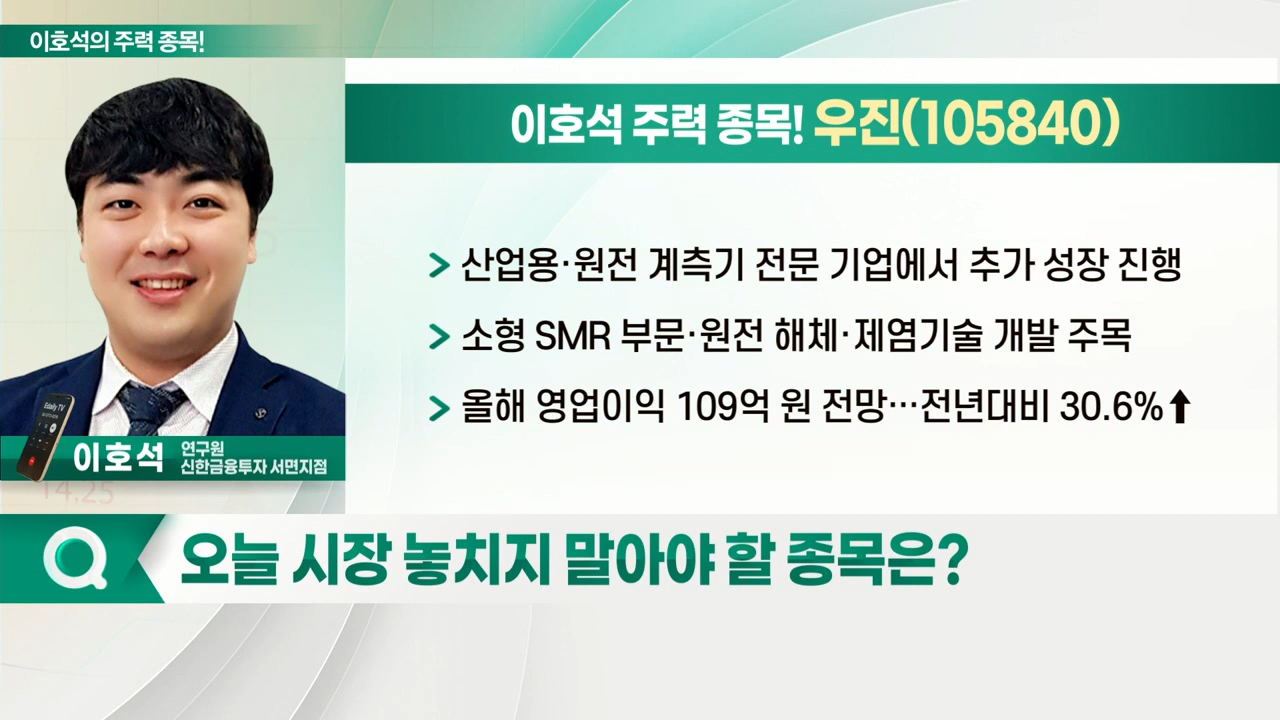 이호석의 주력 종목!
이호석 주력 종목! 우진(105840)
> 산업용·원전 계측기 전문 기업에서 추가 성장 진행
> 소형 SMR 부문·원전 해체·제염기술 개발 주목
> 올해 영업이익 109억 원 전망…전년대비 30.6%⬆
Edaily TV
이호석
연구원
신한금융투자 서면지점
14.25
Q 오늘 시장 놓치지 말아야 할 종목은?